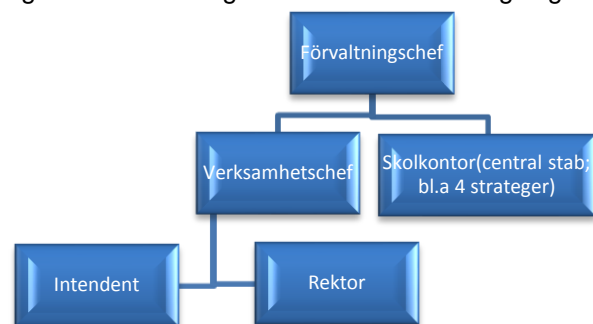 Förvaltningschef
Verksamhetschef
Skolkontor(central stab;
bl.a 4 strateger)
Intendent
Rektor